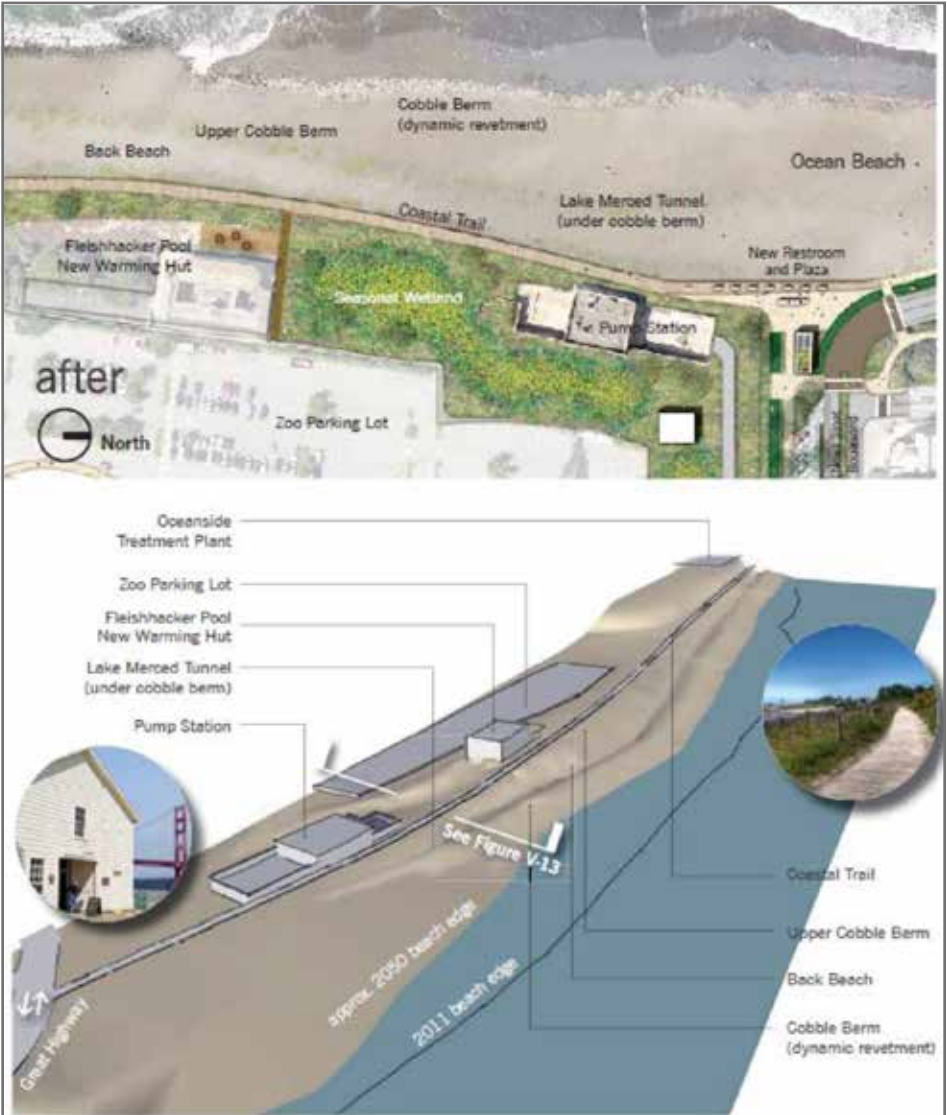 Cobble Berm
(dynamic revetment)
Upper Cobble Berm
Back Beach
Ocean Beach
Lake Merced Tunnel
(under cobble berm)
Coastal Trail
Fleishhacker Pool
New Warming Hut
New Restroom
and Plaza
Seasonal Wetland
Pump Station
after
North
Zoo Parking Lot
Boulevard
Oceanside
Treatment Plant
Zoo Parking Lot
Fleishhacker Pool
New Warming Hut
Lake Merced Tunnel
(under cobble berm)
Pump Station
See Figure V-13
Coastal Trail
Upper Cobble Berm
approx. 2050 beach edge
Back Beach
2011 beach edge
Cobble Berm
(dynamic revetment)
Great Highway